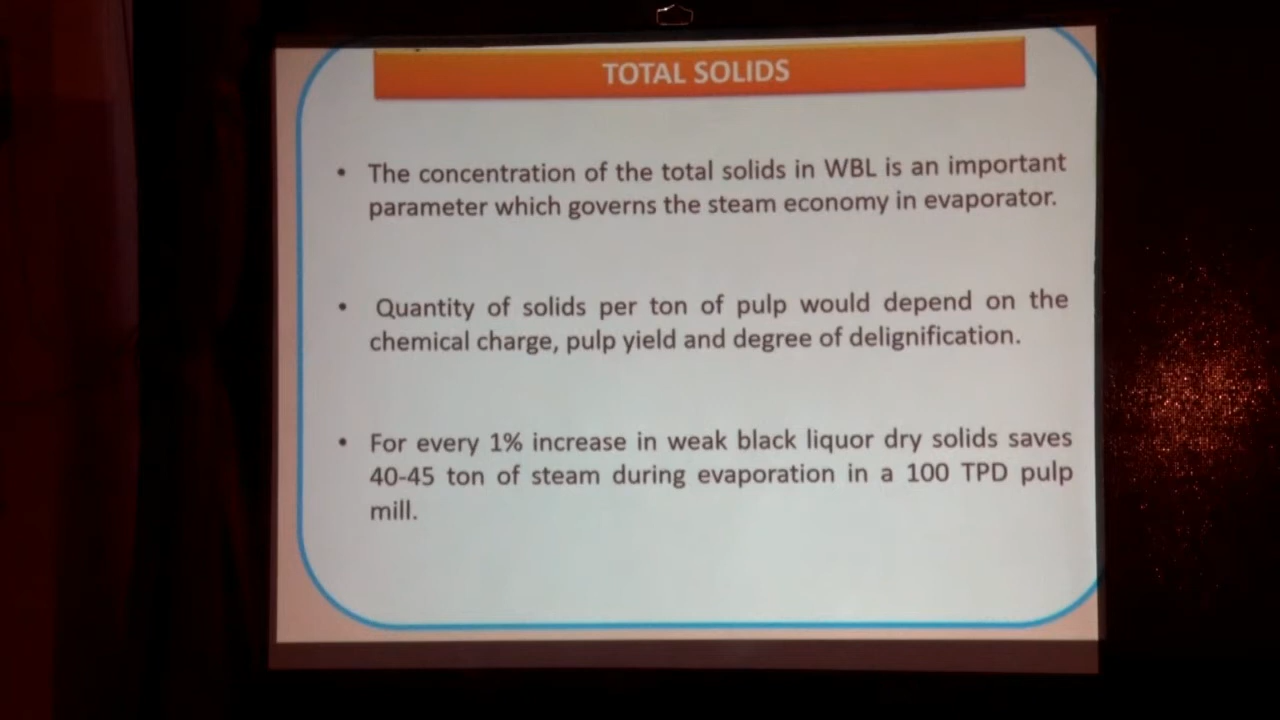 TOTAL SOLIDS
• The concentration of the total solids in WBL is an important
parameter which governs the steam economy in evaporator.
• Quantity of solids per ton of pulp would depend on the
chemical charge, pulp yield and degree of delignification.
• For every 1% increase in weak black liquor dry solids saves
40-45 ton of steam during evaporation in a 100 TPD pulp
mill.